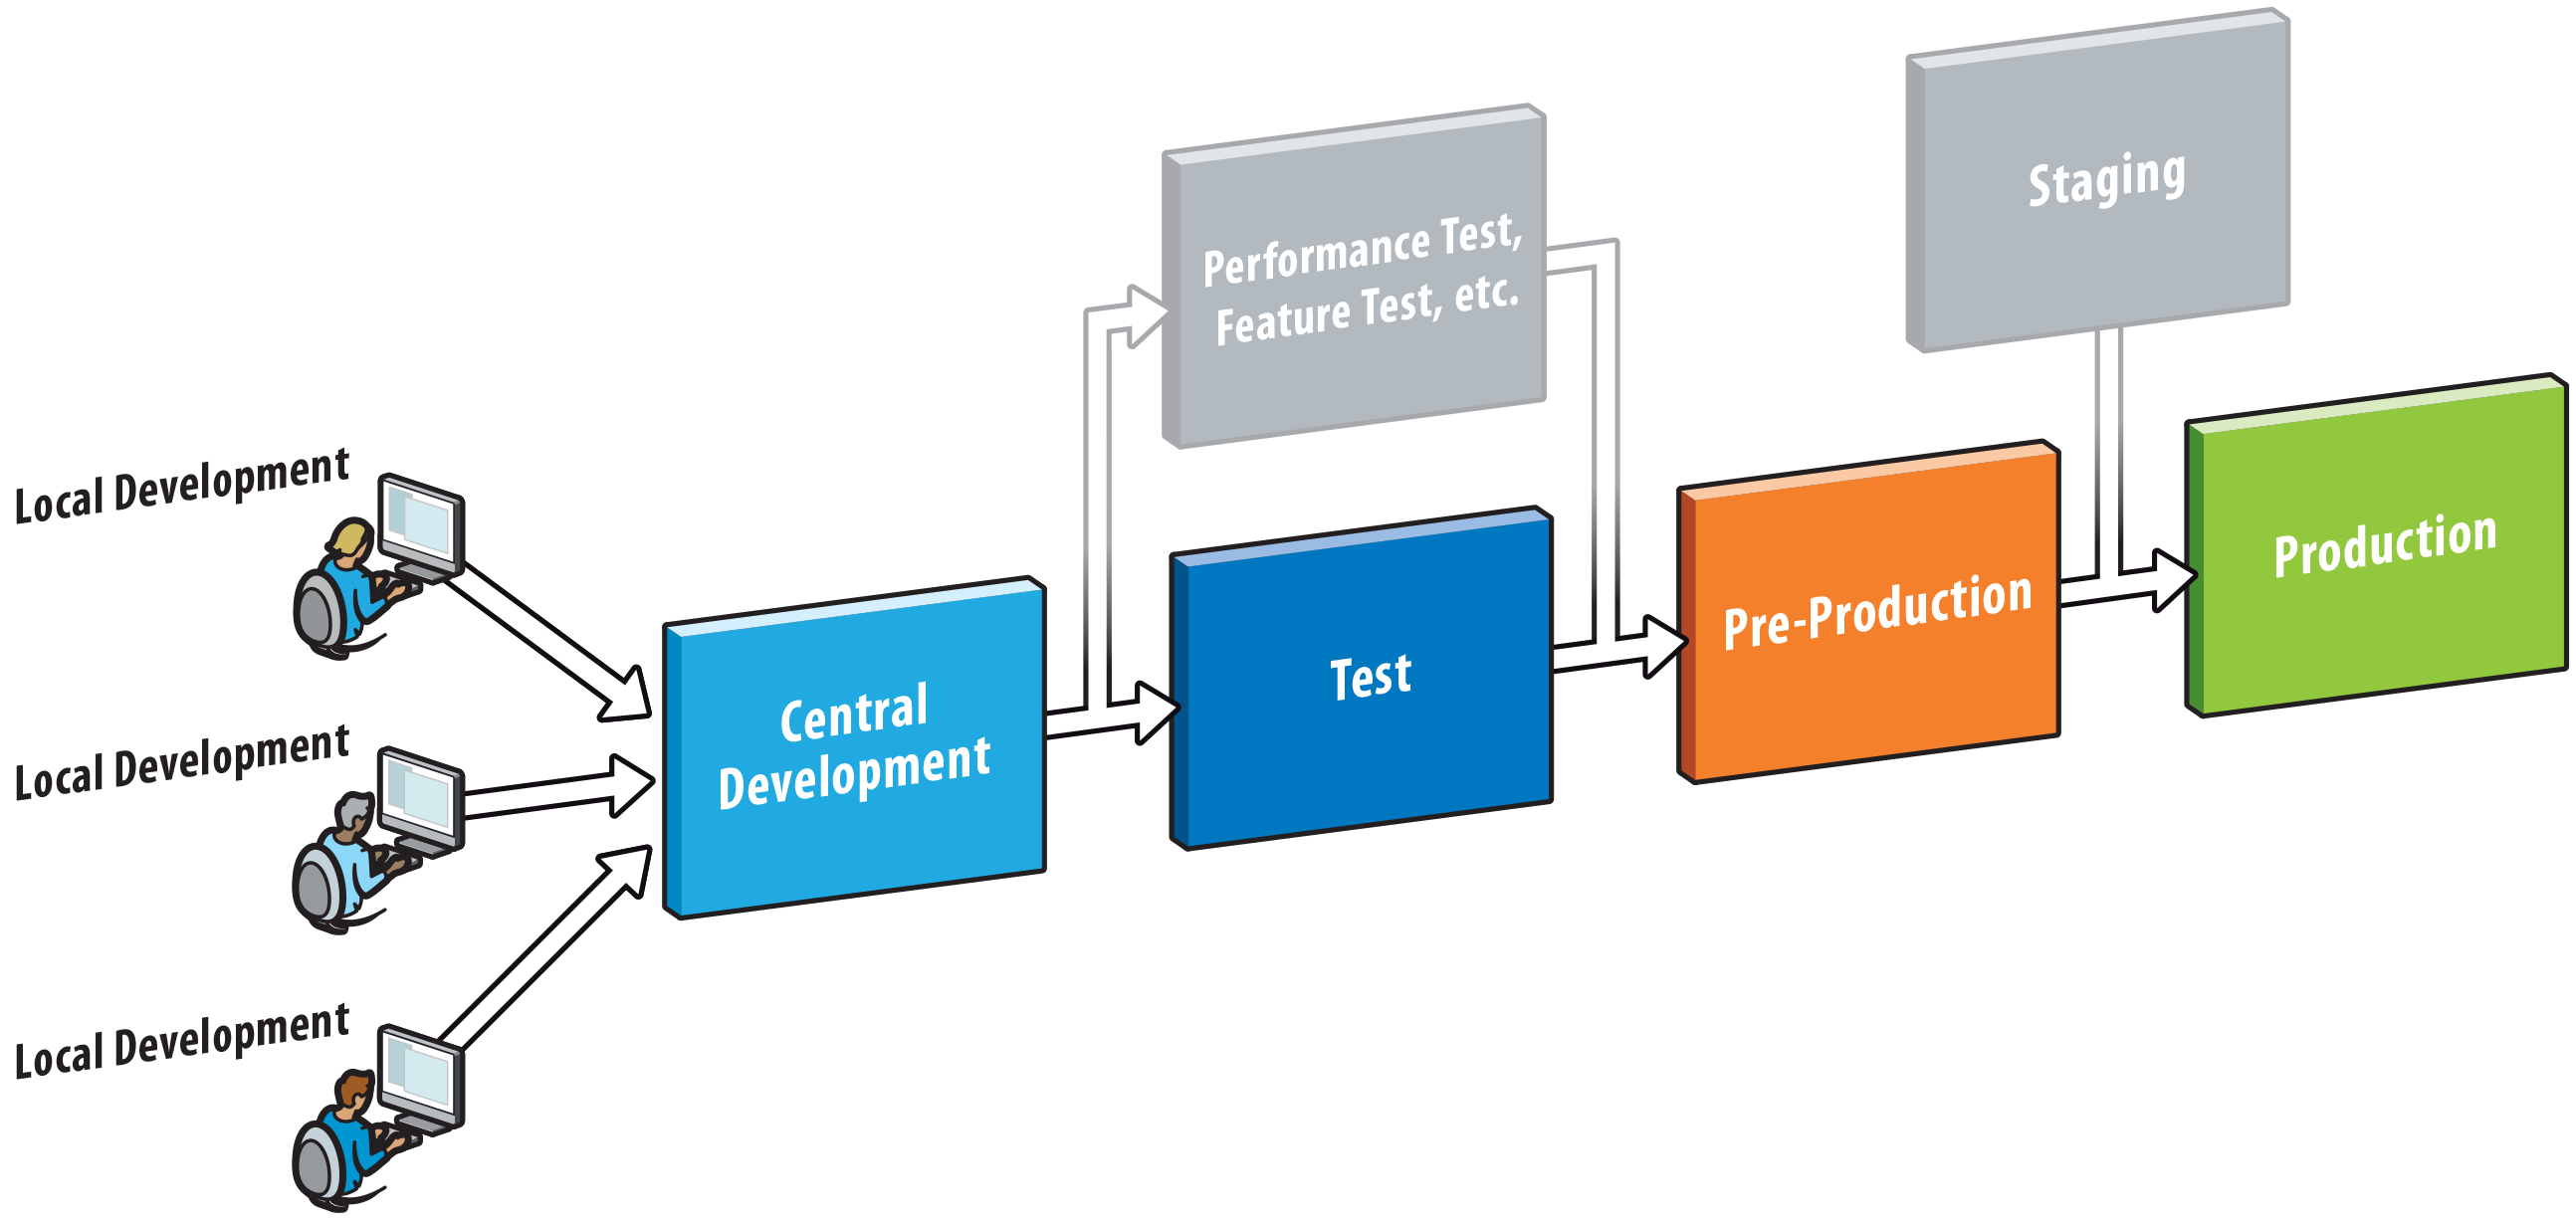 Local Development
Local Development
Local Development
Central
Development
Performance Test,
Feature Test, etc.
Test
Pre-Production
Staging
Production